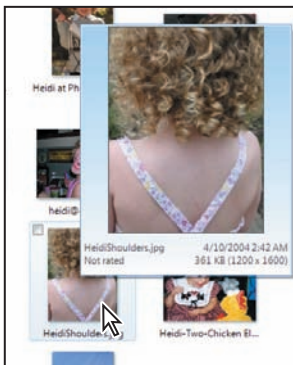 Heidi at Ph
heidi@
HeidiShoulders.jpg 4/10/2004 2:42 AM
Not rated 361 KB (1200 x 1600)
HeidiShoulde
Heidi-Two-Chicken El...